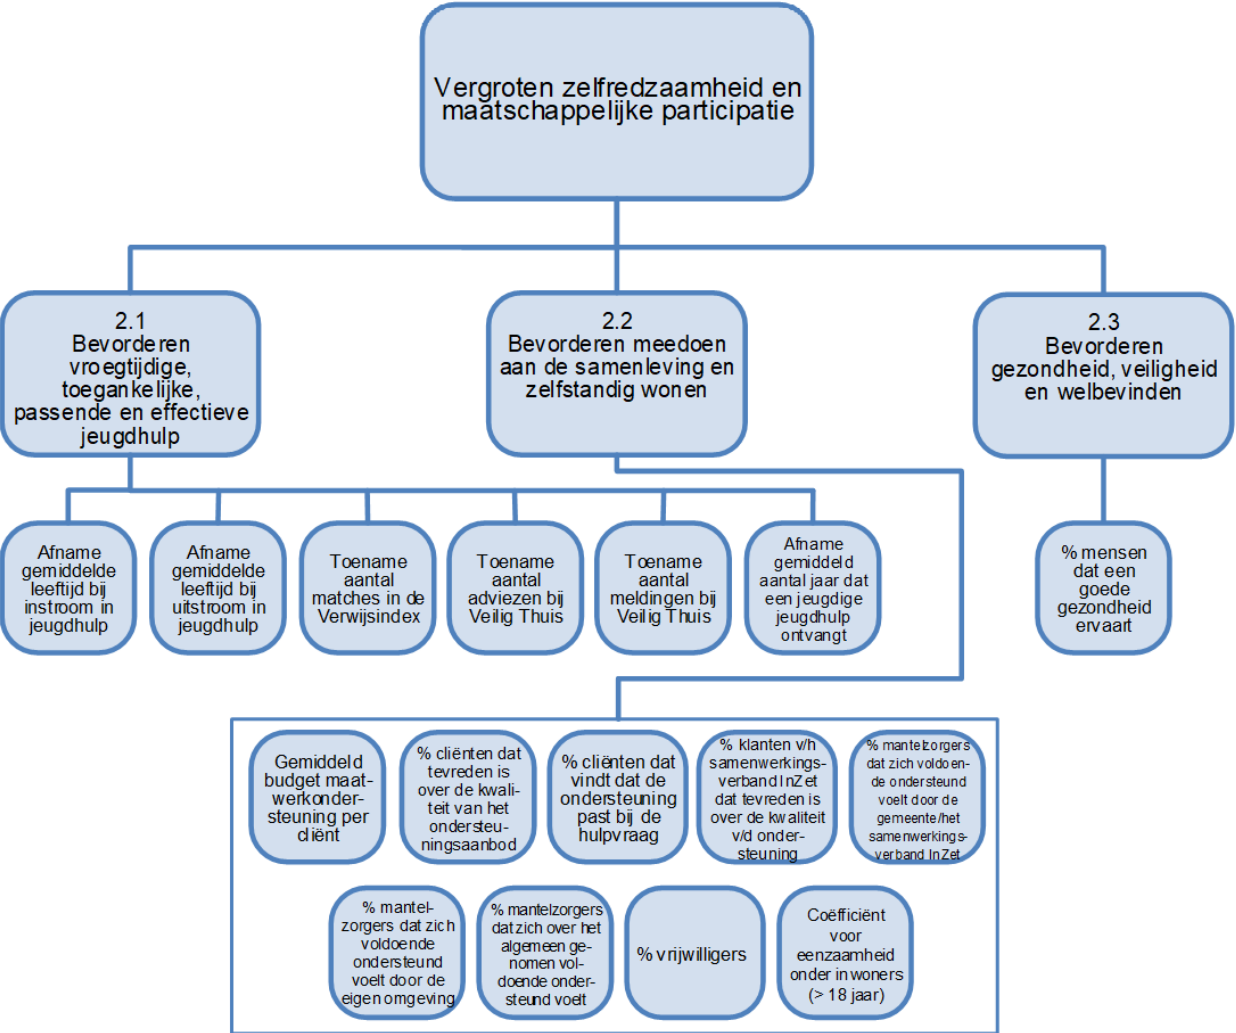 Vergroten zelfredzaamheid en
maatschappelijke participatie
2.1
Bevorderen
vroegtijdige,
toegankelijke,
passende en effectieve
jeugdhulp
2.2
Bevorderen meedoen
aan de samenleving en
zelfstandig wonen
2.3
Bevorderen
gezondheid, veiligheid
en welbevinden
Afname
gemiddelde
leeftijd bij
instroom in
jeugdhulp
Afname
gemiddelde
leeftijd bij
uitstroom in
jeugdhulp
Toename
aantal
matches in de
Verwijsindex
Toename
aantal
adviezen bij
Veilig Thuis
Toename
aantal
meldingen bij
Veilig Thuis
Afname
gemiddeld
aantal jaar dat
een jeugdige
jeugdhulp
ontvangt
% mensen
dat een
goede
gezondheid
ervaart
Gemiddeld
budget maat-
werkonder-
steuning per
cliënt
% cliënten dat
tevreden is
over de kwali-
teit van het
ondersteu-
ningsaanbod
% cliënten dat
vindt dat de
ondersteuning
past bij de
hulpvraag
% klanten v/h
samenwerkings-
verband InZet
dat tevreden is
over de kwaliteit
v/d onder-
steuning
% mantelzorgers
dat zich voldoen-
de ondersteund
voelt door de
gemeente/het
samenwerkings-
verband InZet
% mantel-
zorgers dat zich
voldoende
ondersteund
voelt door de
eigen omgeving
% mantelzorgers
dat zich over het
algemeen ge-
nomen vol-
doende onder-
steund voelt
% vrijwilligers
Coëfficiënt
voor
eenzaamheid
onder inwoners
(> 18 jaar)